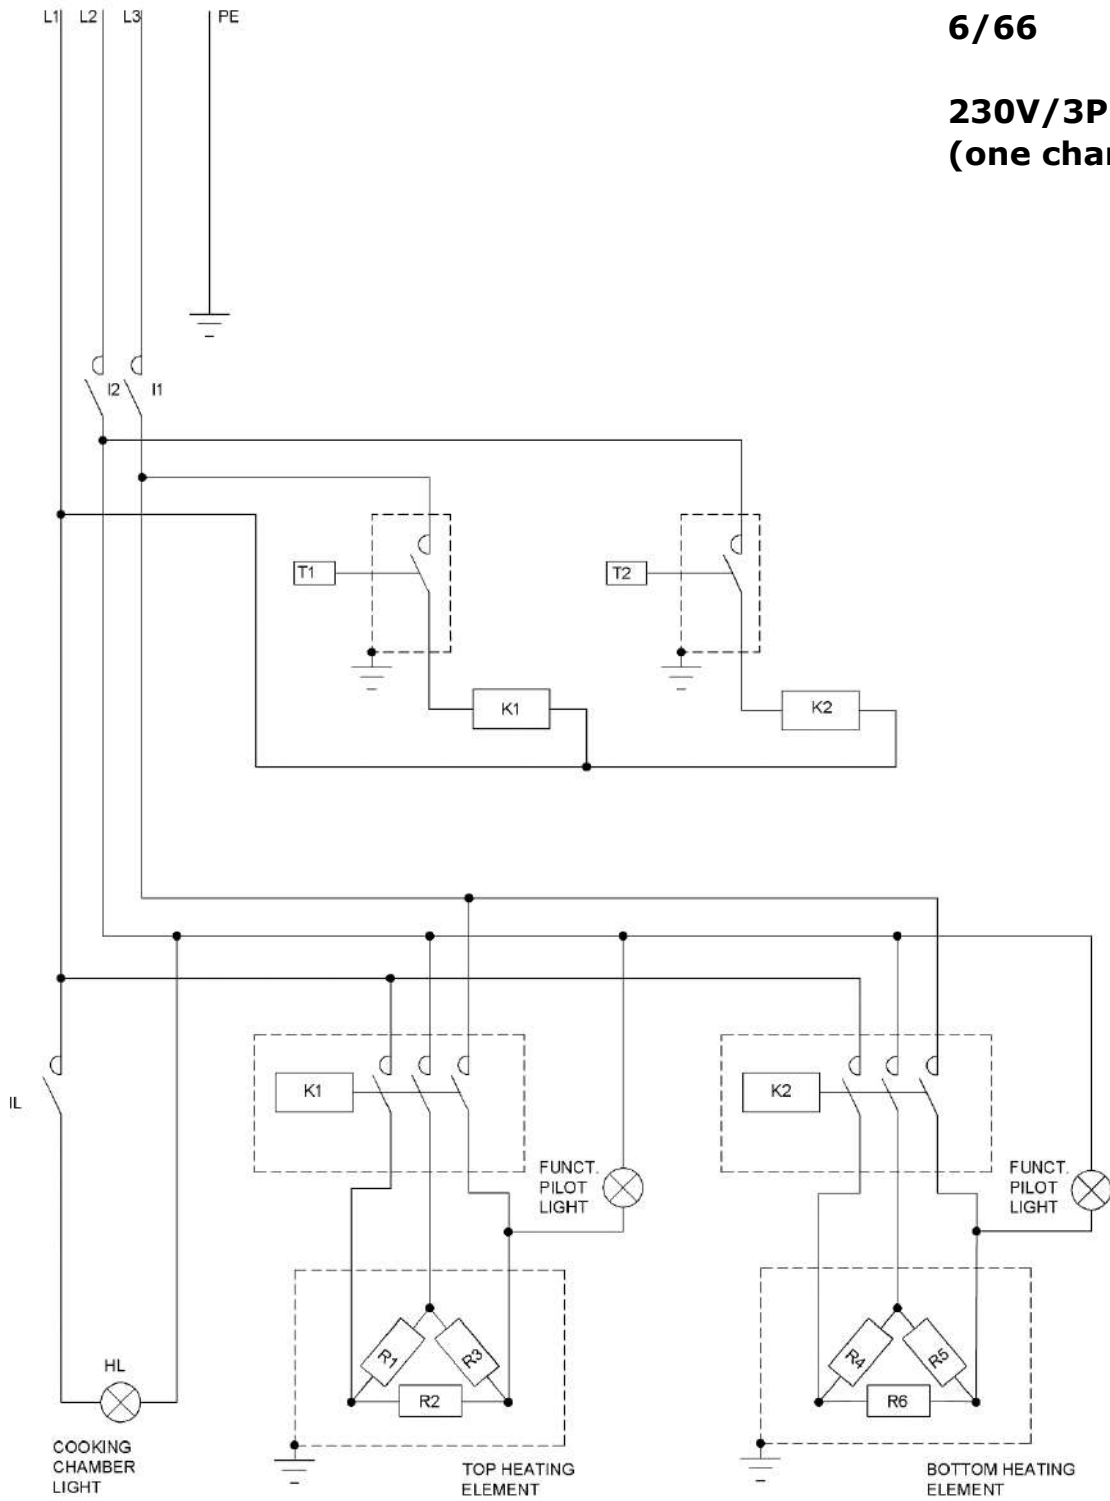 L1 L2 L3 PE
6/66
230V/3P
(one char
I2 I1
T1 T2
K1 K2
IL
K1 K2
FUNCT.
PILOT
LIGHT
FUNCT.
PILOT
LIGHT
R1 R3
R2
R4 R5
R6
HL
COOKING
CHAMBER
LIGHT
TOP HEATING
ELEMENT
BOTTOM HEATING
ELEMENT